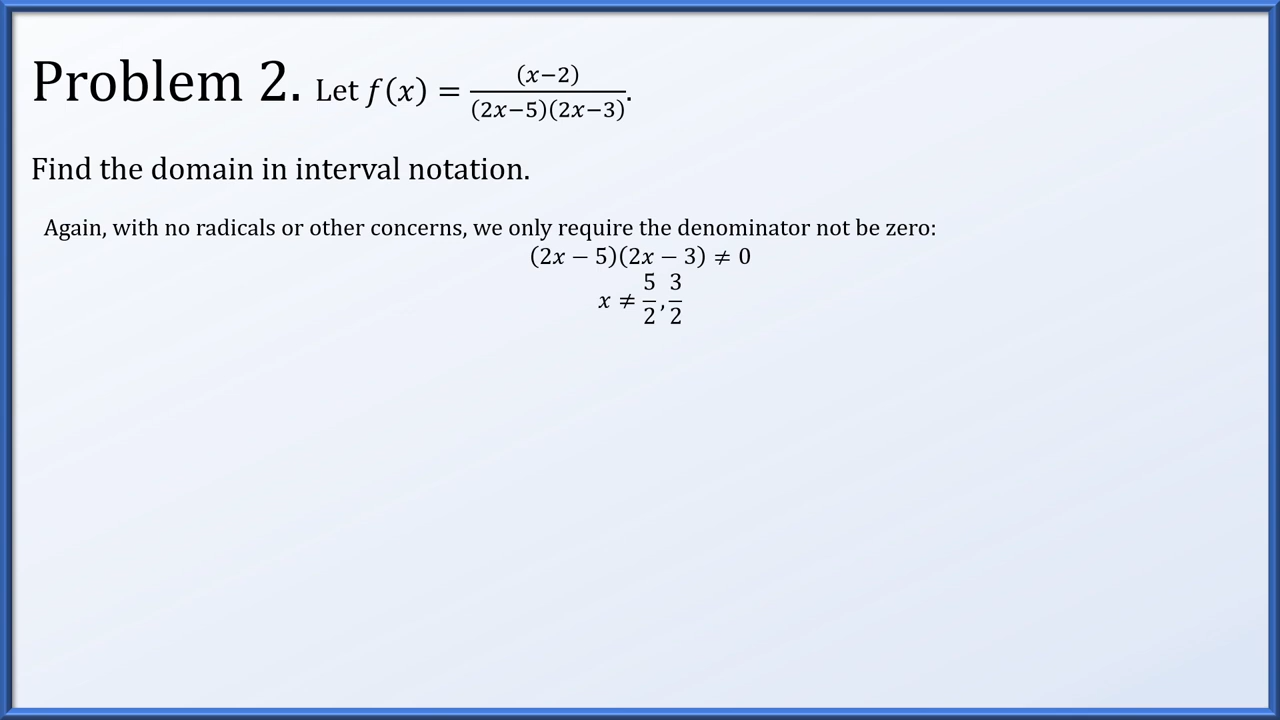 Problem 2. Let f(x) = (x−2)/((2x−5)(2x−3)).
Find the domain in interval notation.
Again, with no radicals or other concerns, we only require the denominator not be zero:
(2x − 5)(2x − 3) ≠ 0
x ≠ 5/2, 3/2